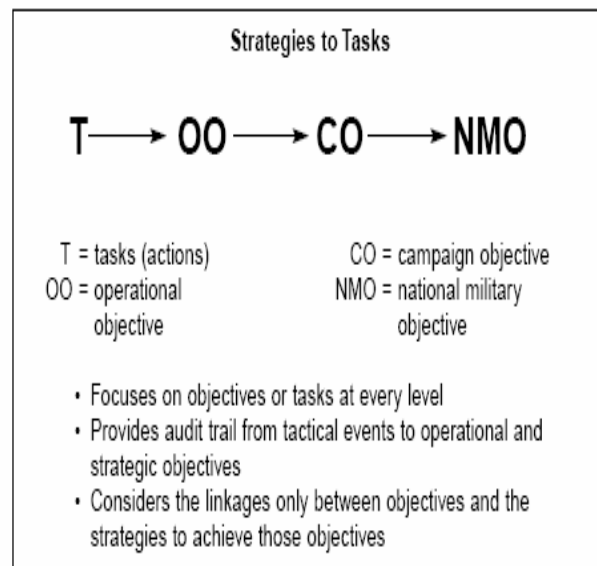 Strategies to Tasks
T OO CO NMO
T = tasks (actions)
OO = operational
objective
CO = campaign objective
NMO = national military
objective
• Focuses on objectives or tasks at every level
• Provides audit trail from tactical events to operational and
strategic objectives
• Considers the linkages only between objectives and the
strategies to achieve those objectives